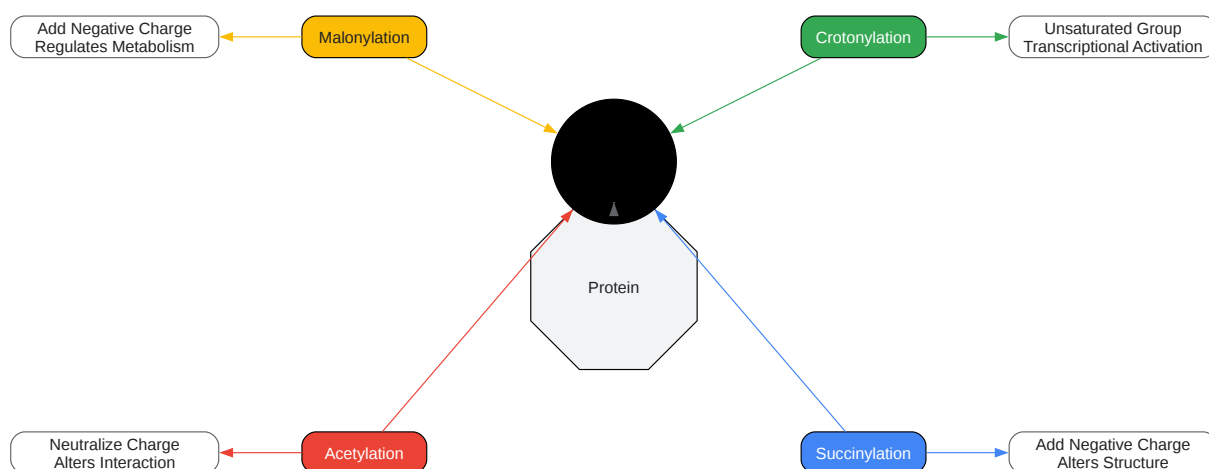 Add Negative Charge
Regulates Metabolism
Malonylation
Crotonylation
Unsaturated Group
Transcriptional Activation
Protein
Neutralize Charge
Alters Interaction
Acetylation
Succinylation
Add Negative Charge
Alters Structure